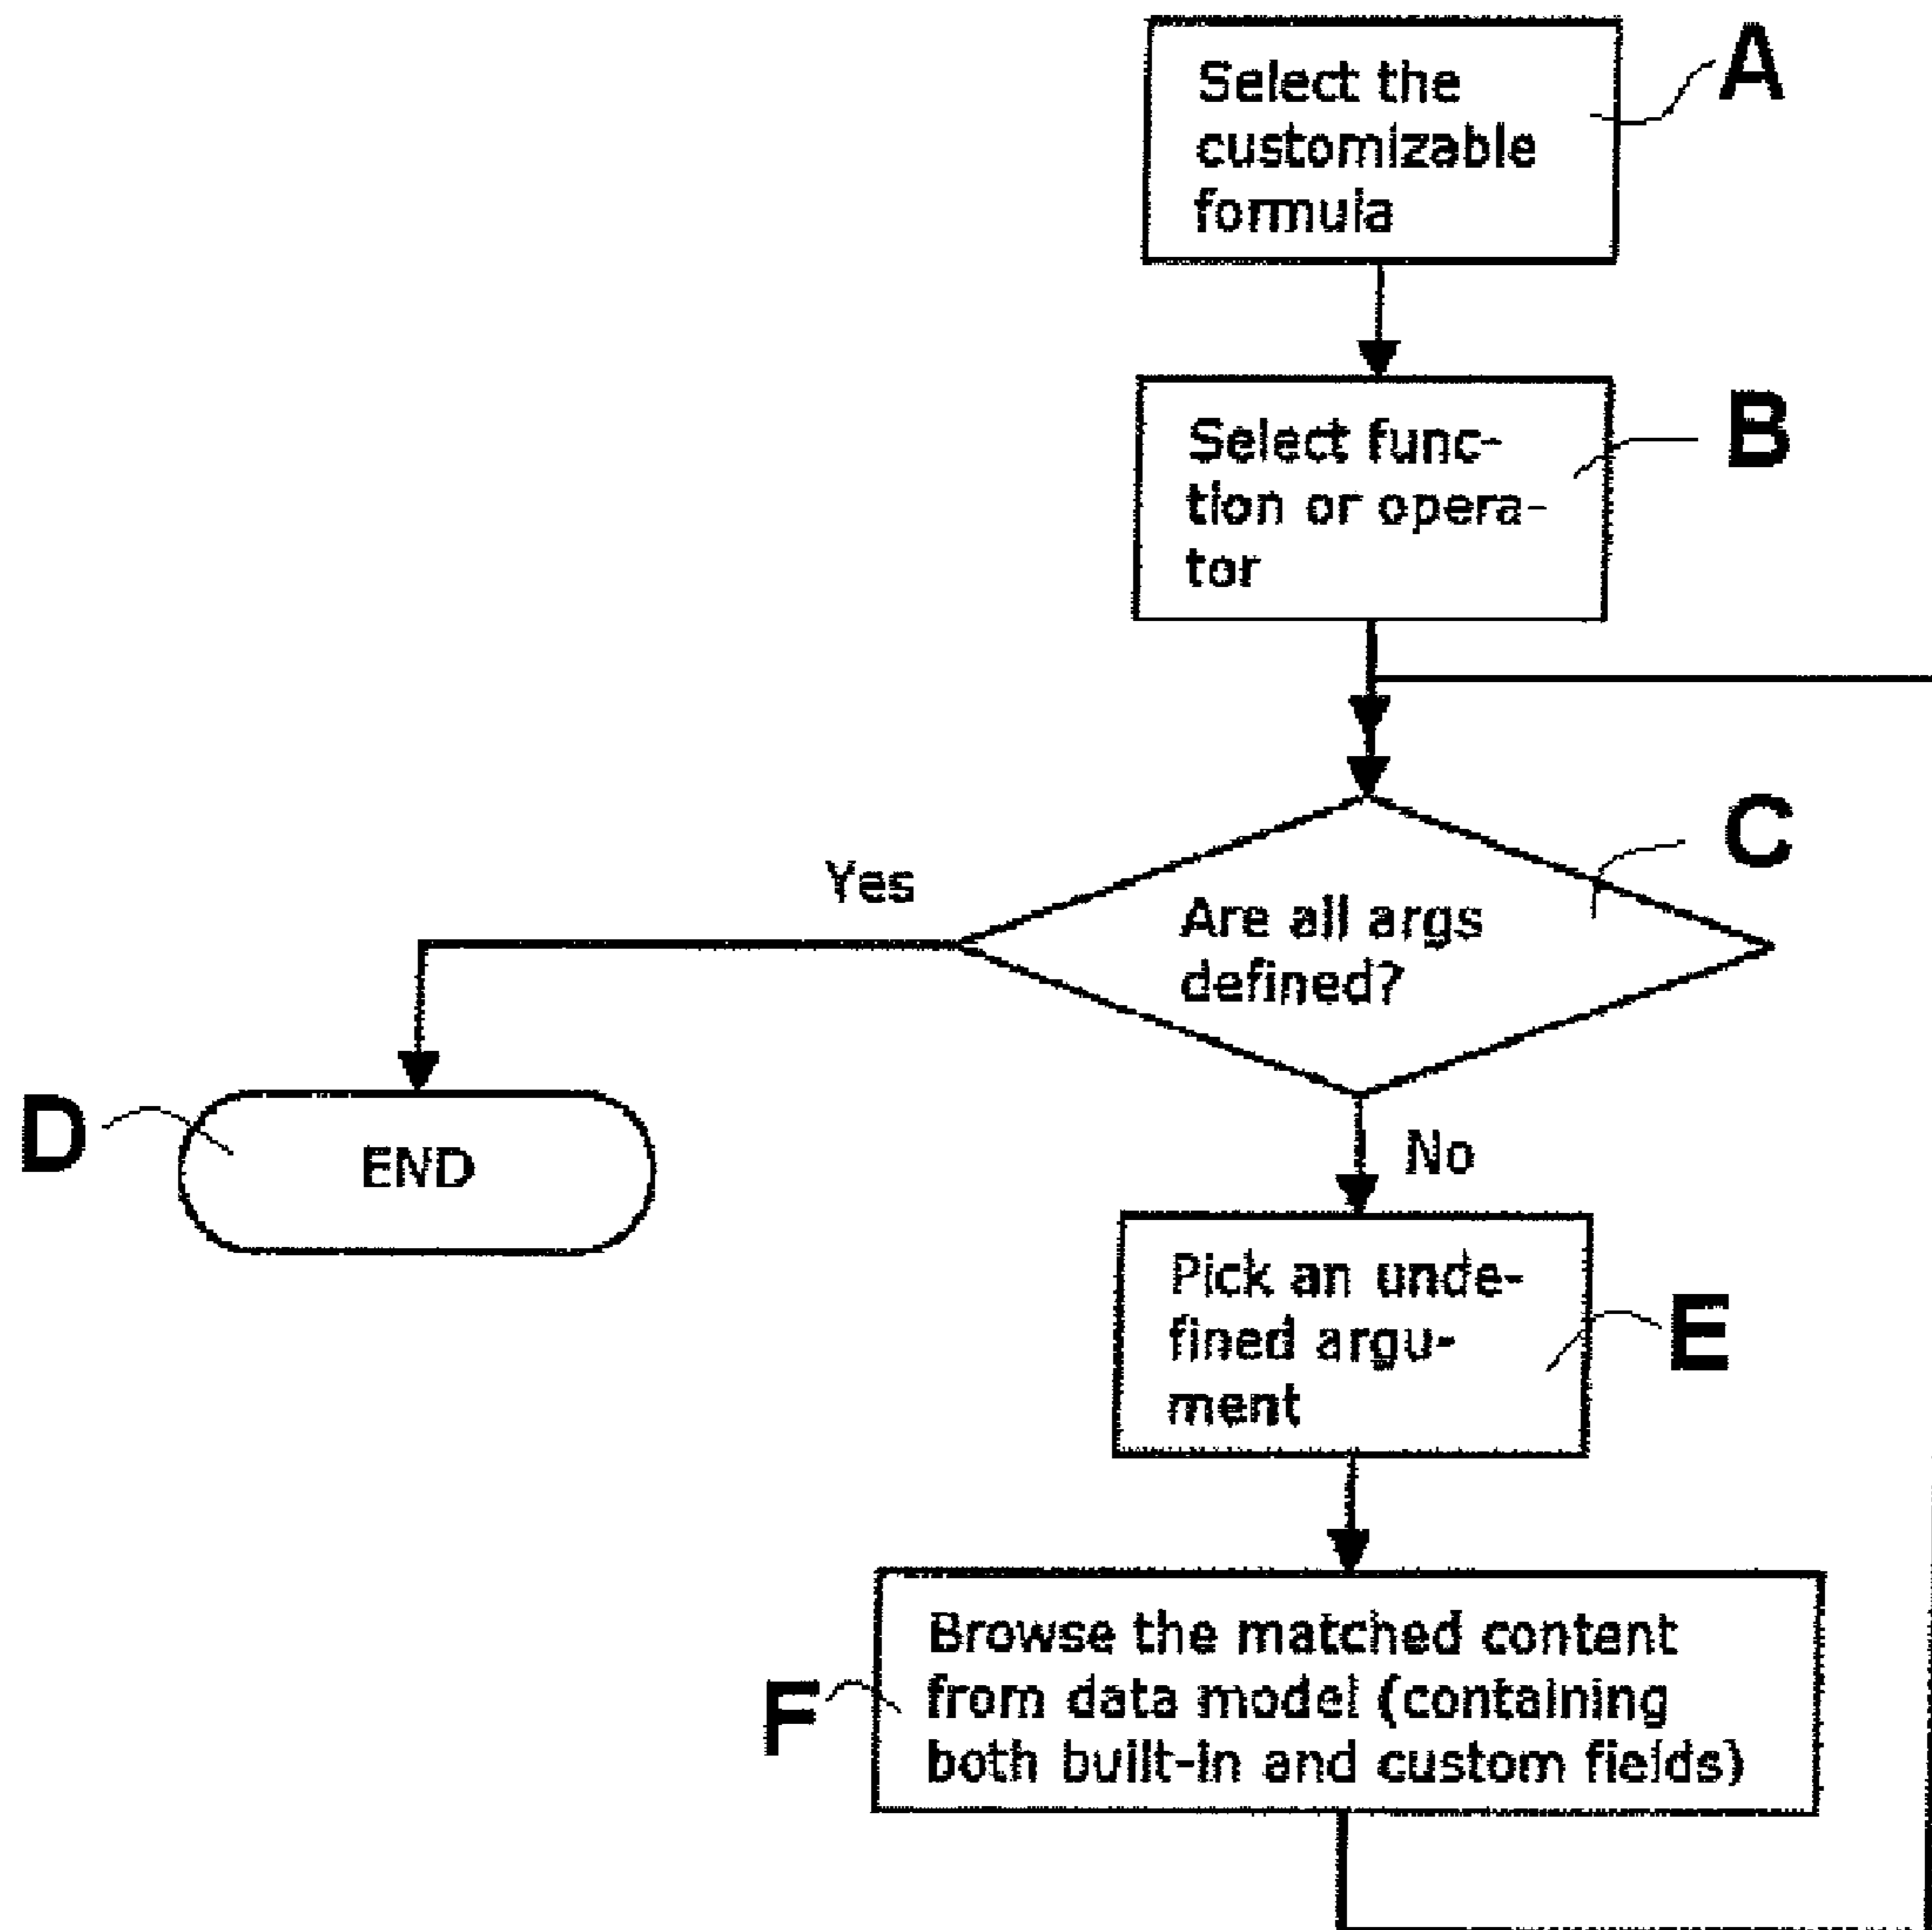 Select the
customizable
formula
A
Select func-
tion or opera-
tor
B
Yes
Are all args
defined?
C
D
END
No
Pick an unde-
fined argu-
ment
E
F
Browse the matched content
from data model (containing
both built-in and custom fields)